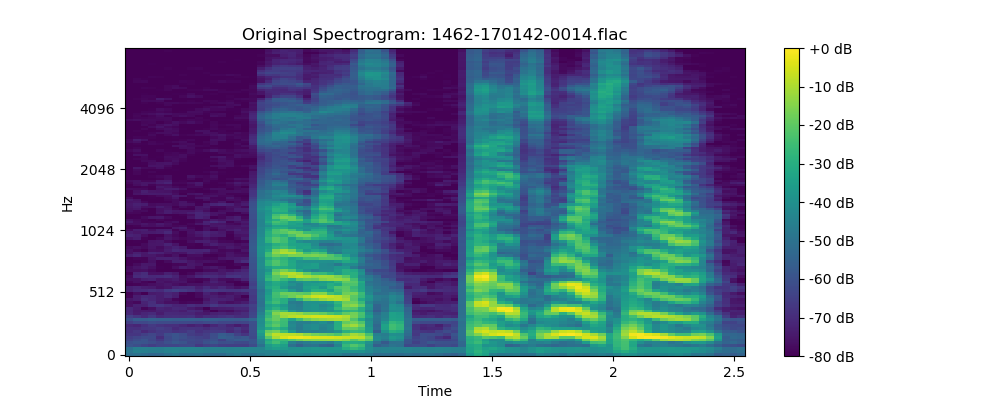 Original Spectrogram: 1462-170142-0014.flac
Hz
4096
2048
1024
512
0
0
0.5
1
1.5
2
2.5
Time
+0 dB
-10 dB
-20 dB
-30 dB
-40 dB
-50 dB
-60 dB
-70 dB
-80 dB